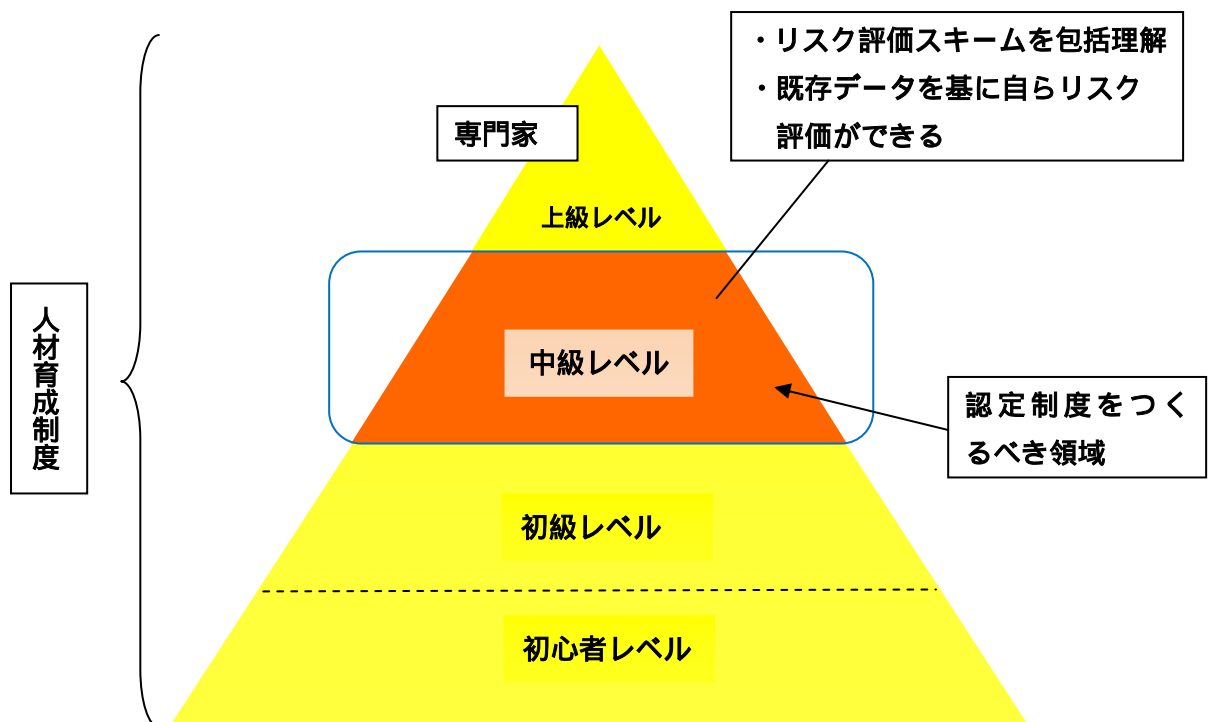 ・リスク評価スキームを包括理解
・既存データを基に自らリスク
評価ができる
専門家
上級レベル
人材育成制度
中級レベル
認定制度をつく
るべき領域
初級レベル
初心者レベル